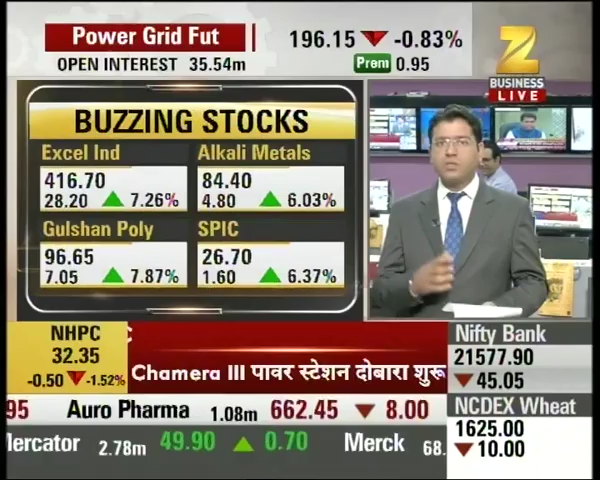 Power Grid Fut
OPEN INTEREST 35.54m
196.15 -0.83%
Prem 0.95
Z
BUSINESS
LIVE
BUZZING STOCKS
Excel Ind
416.70
28.20 7.26%
Alkali Metals
84.40
4.80 6.03%
Gulshan Poly
96.65
7.05 7.87%
SPIC
26.70
1.60 6.37%
NHPC
32.35
-0.50 -1.52%
Chamera III पावर स्टेशन दोबारा शुरू
Nifty Bank
21577.90
45.05
95 Auro Pharma 1.08m 662.45 8.00
NCDEX Wheat
1625.00
10.00
Mercator 2.78m 49.90 0.70 Merck 68.